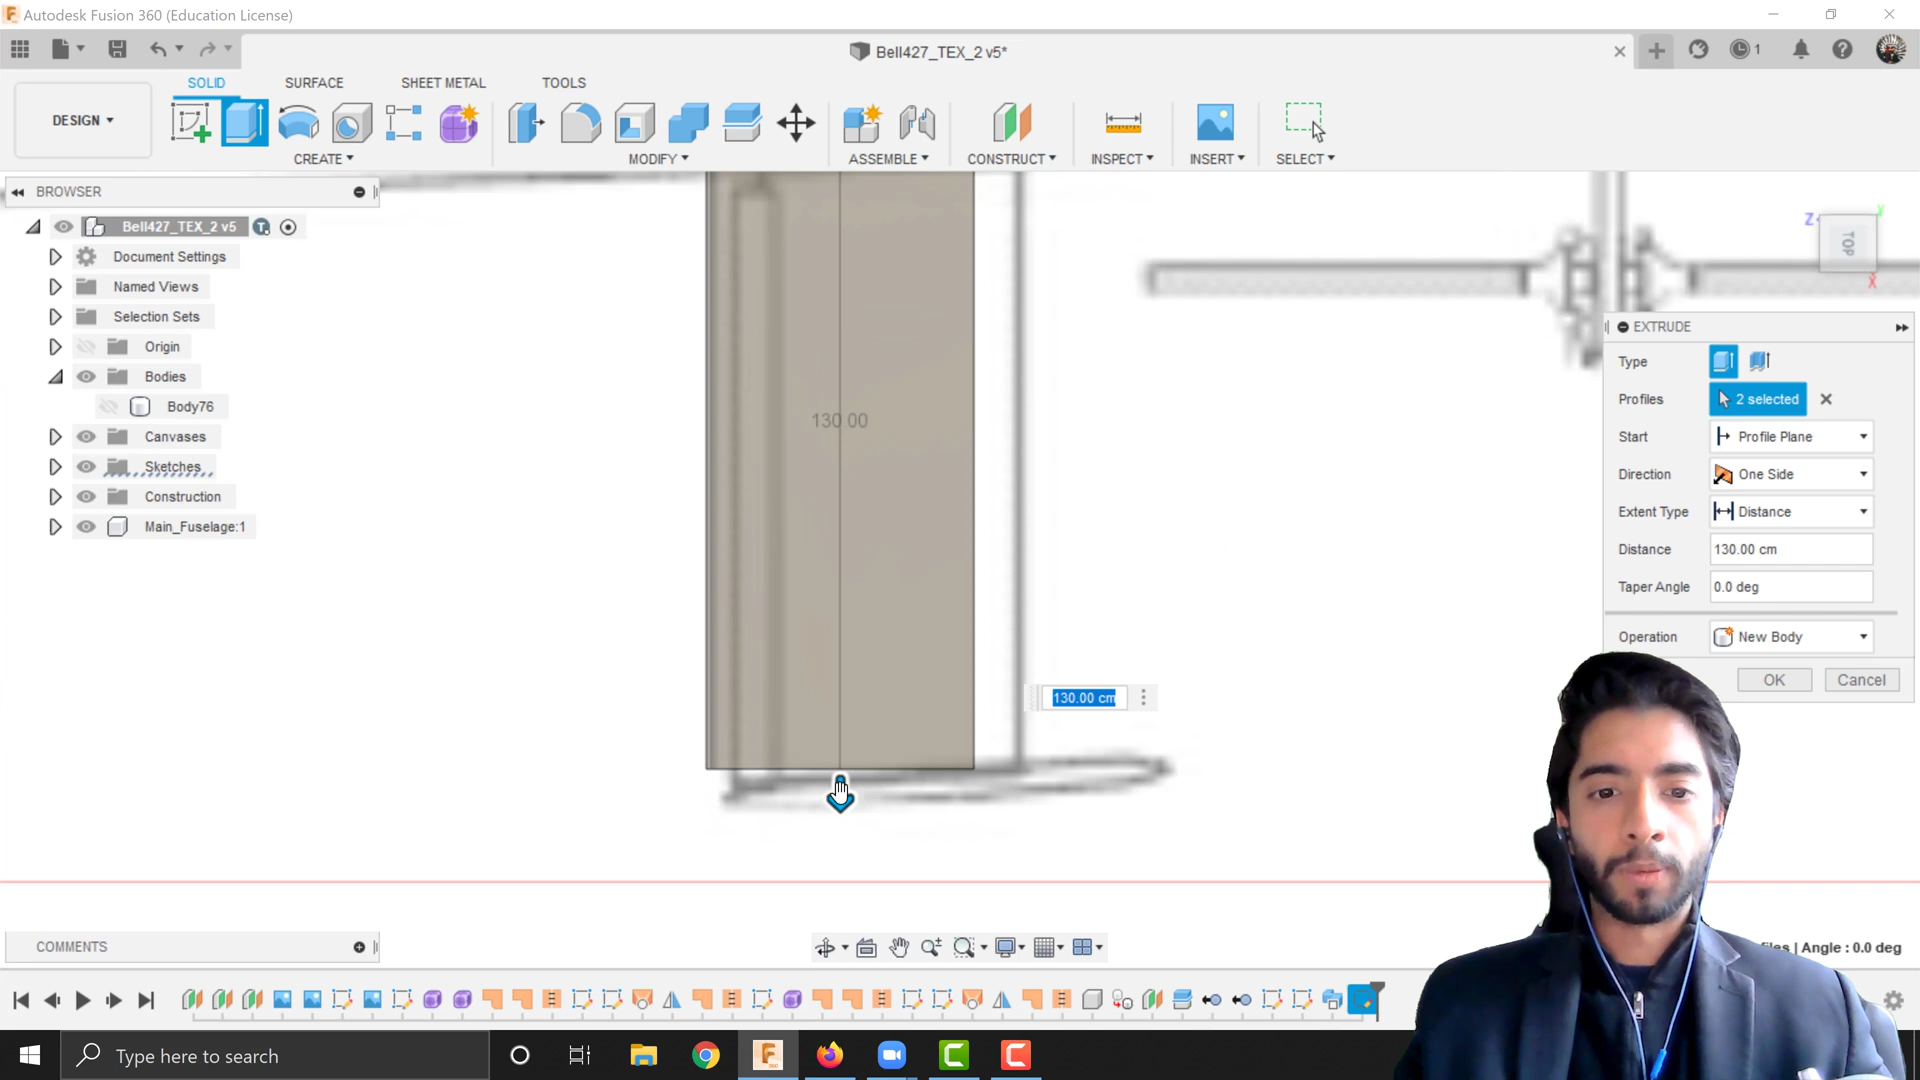 Autodesk Fusion 360 (Education License)
Bell427_TEX_2 v5*
1
DESIGN
SOLID
SURFACE
SHEET METAL
TOOLS
CREATE
MODIFY
ASSEMBLE
CONSTRUCT
INSPECT
INSERT
SELECT
BROWSER
Bell427_TEX_2 v5
Document Settings
Named Views
Selection Sets
Origin
Bodies
Body76
Canvases
Sketches
Construction
Main_Fuselage:1
130.00
130.00 cm
Z
Y
TOP
X
EXTRUDE
Type
Profiles 2 selected
Start Profile Plane
Direction One Side
Extent Type Distance
Distance 130.00 cm
Taper Angle 0.0 deg
Operation New Body
OK Cancel
COMMENTS
| Angle : 0.0 deg
Type here to search